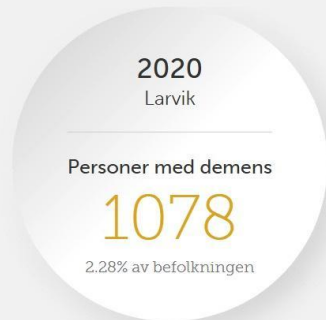 2020
Larvik
Personer med demens
1078
2.28% av befolkningen